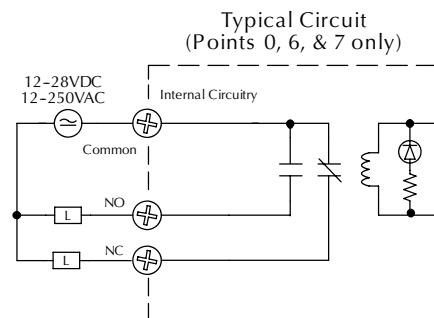 Typical Circuit
(Points 0, 6, & 7 only)
12-28VDC
12-250VAC
Internal Circuitry
Common
L
NO
L
NC